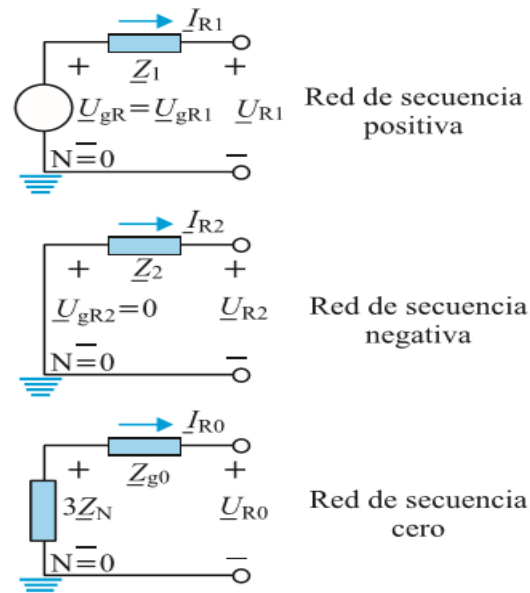 I_R1
+ Z_1 +
U_gR = U_gR1 U_R1
Red de secuencia
positiva
N=0 −
I_R2
+ Z_2 +
U_gR2 = 0 U_R2
Red de secuencia
negativa
N=0 −
I_R0
+ Z_g0 +
3Z_N U_R0
Red de secuencia
cero
N=0 −